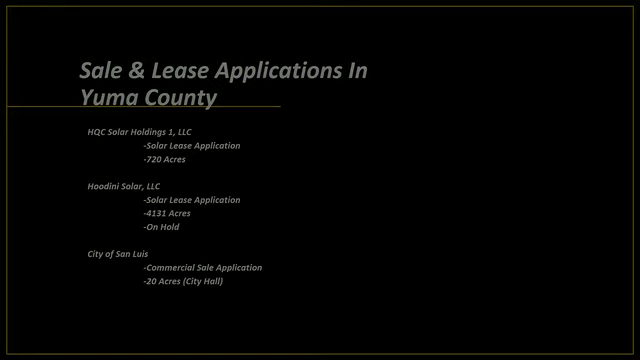 Sale & Lease Applications In
Yuma County
HQC Solar Holdings 1, LLC
-Solar Lease Application
-720 Acres
Hoodini Solar, LLC
-Solar Lease Application
-4131 Acres
-On Hold
City of San Luis
-Commercial Sale Application
-20 Acres (City Hall)